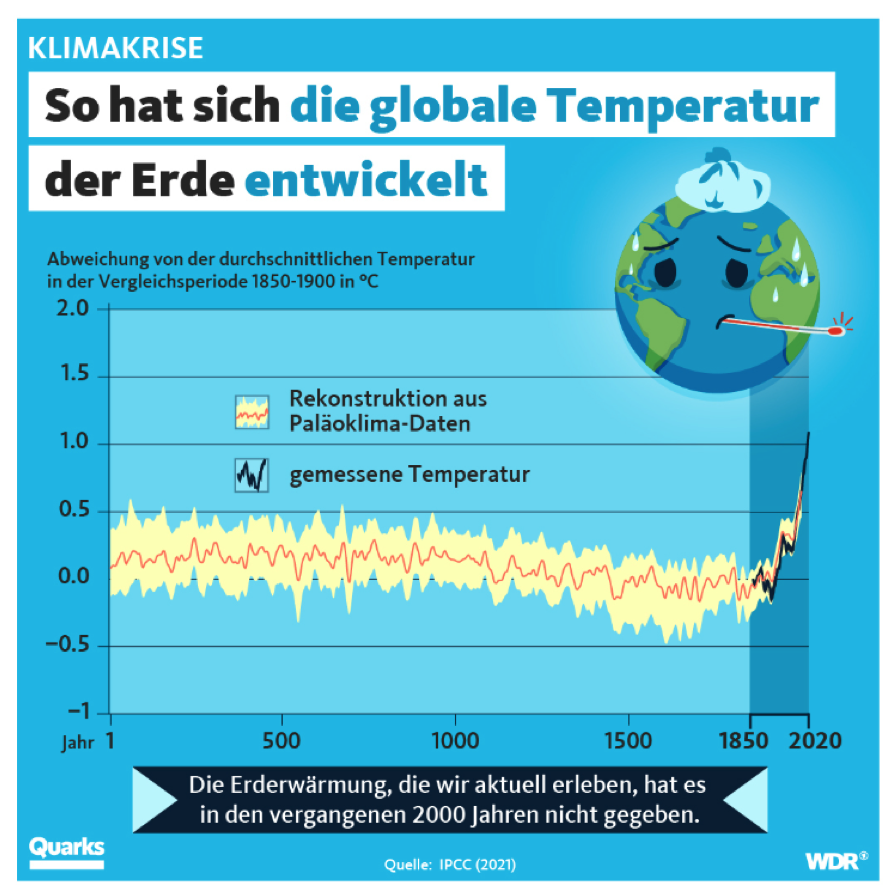 KLIMAKRISE
So hat sich die globale Temperatur
der Erde entwickelt
Abweichung von der durchschnittlichen Temperatur
in der Vergleichsperiode 1850-1900 in °C
2.0
1.5
Rekonstruktion aus
Paläoklima-Daten
1.0
gemessene Temperatur
0.5
0.0
−0.5
−1
Jahr 1 500 1000 1500 1850 2020
Die Erderwärmung, die wir aktuell erleben, hat es
in den vergangenen 2000 Jahren nicht gegeben.
Quarks
Quelle: IPCC (2021)
WDR®